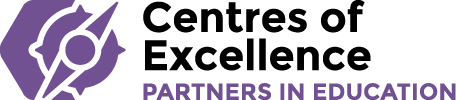 Centres of
Excellence
PARTNERS IN EDUCATION